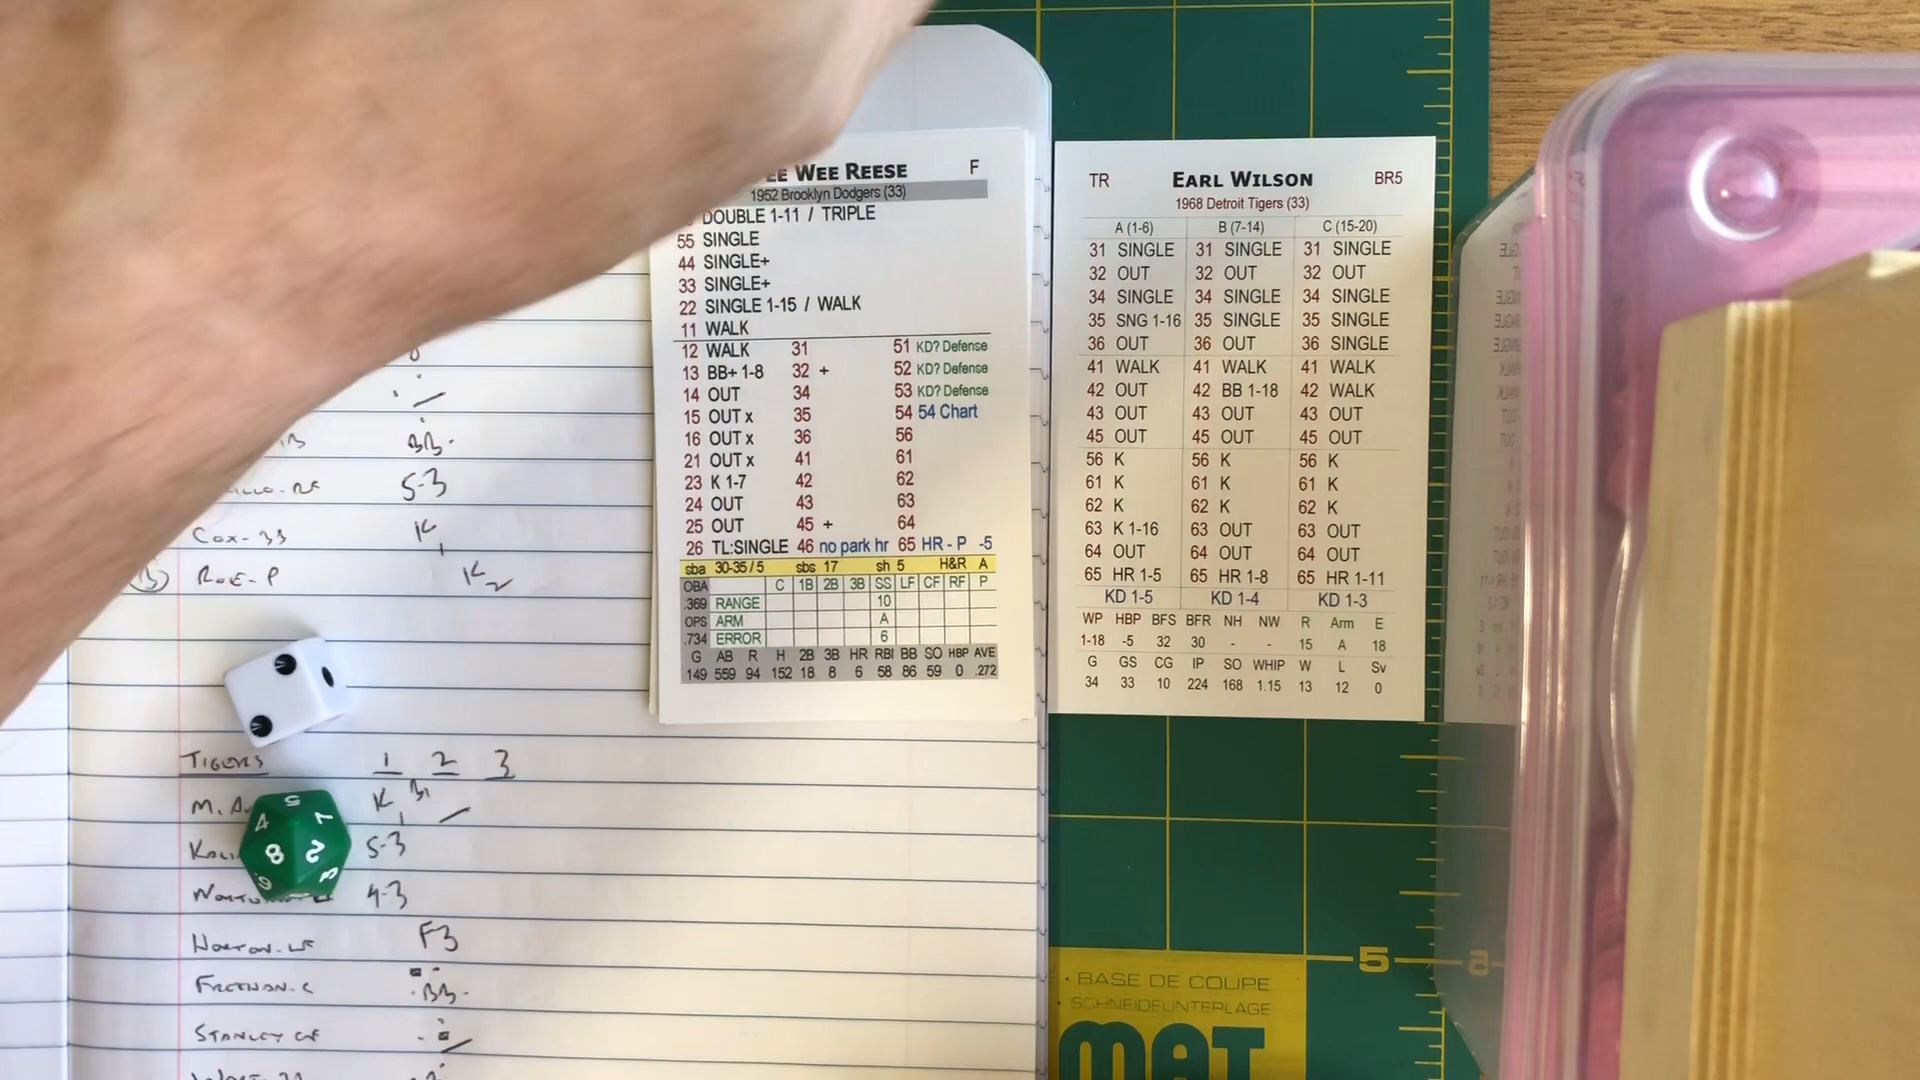 EE WEE REESE F
1952 Brooklyn Dodgers (33)
DOUBLE 1-11 / TRIPLE
55 SINGLE
44 SINGLE+
33 SINGLE+
22 SINGLE 1-15 / WALK
11 WALK
12 WALK 31 51 KD? Defense
13 BB+ 1-8 32 + 52 KD? Defense
14 OUT 34 53 KD? Defense
15 OUT x 35 54 54 Chart
16 OUT x 36 56
21 OUT x 41 61
23 K 1-7 42 62
24 OUT 43 63
25 OUT 45 + 64
26 TL:SINGLE 46 no park hr 65 HR - P -5
sba 30-35 / 5 sbs 17 sh 5 H&R A
OBA C 1B 2B 3B SS LF CF RF P
.369 RANGE 10
OPS ARM A
.734 ERROR 6
G AB R H 2B 3B HR RBI BB SO HBP AVE
149 559 94 152 18 8 6 58 86 59 0 .272
TR EARL WILSON BR5
1968 Detroit Tigers (33)
A (1-6) B (7-14) C (15-20)
31 SINGLE 31 SINGLE 31 SINGLE
32 OUT 32 OUT 32 OUT
34 SINGLE 34 SINGLE 34 SINGLE
35 SNG 1-16 35 SINGLE 35 SINGLE
36 OUT 36 OUT 36 SINGLE
41 WALK 41 WALK 41 WALK
42 OUT 42 BB 1-18 42 WALK
43 OUT 43 OUT 43 OUT
45 OUT 45 OUT 45 OUT
56 K 56 K 56 K
61 K 61 K 61 K
62 K 62 K 62 K
63 K 1-16 63 OUT 63 OUT
64 OUT 64 OUT 64 OUT
65 HR 1-5 65 HR 1-8 65 HR 1-11
KD 1-5 KD 1-4 KD 1-3
WP HBP BFS BFR NH NW R Arm E
1-18 -5 32 30 - - 15 A 18
G GS CG IP SO WHIP W L Sv
34 33 10 224 168 1.15 13 12 0
BB
5-3
COX-3B K
ROE-P K
TIGERS 1 2 3
M. K
5-3
4-3
HORTON-LF F3
FREEHAN-C BB
STANLEY CF
5 4 7 8 2 3
5
BASE DE COUPE
SCHNEIDEUNTERLAGE
MAT